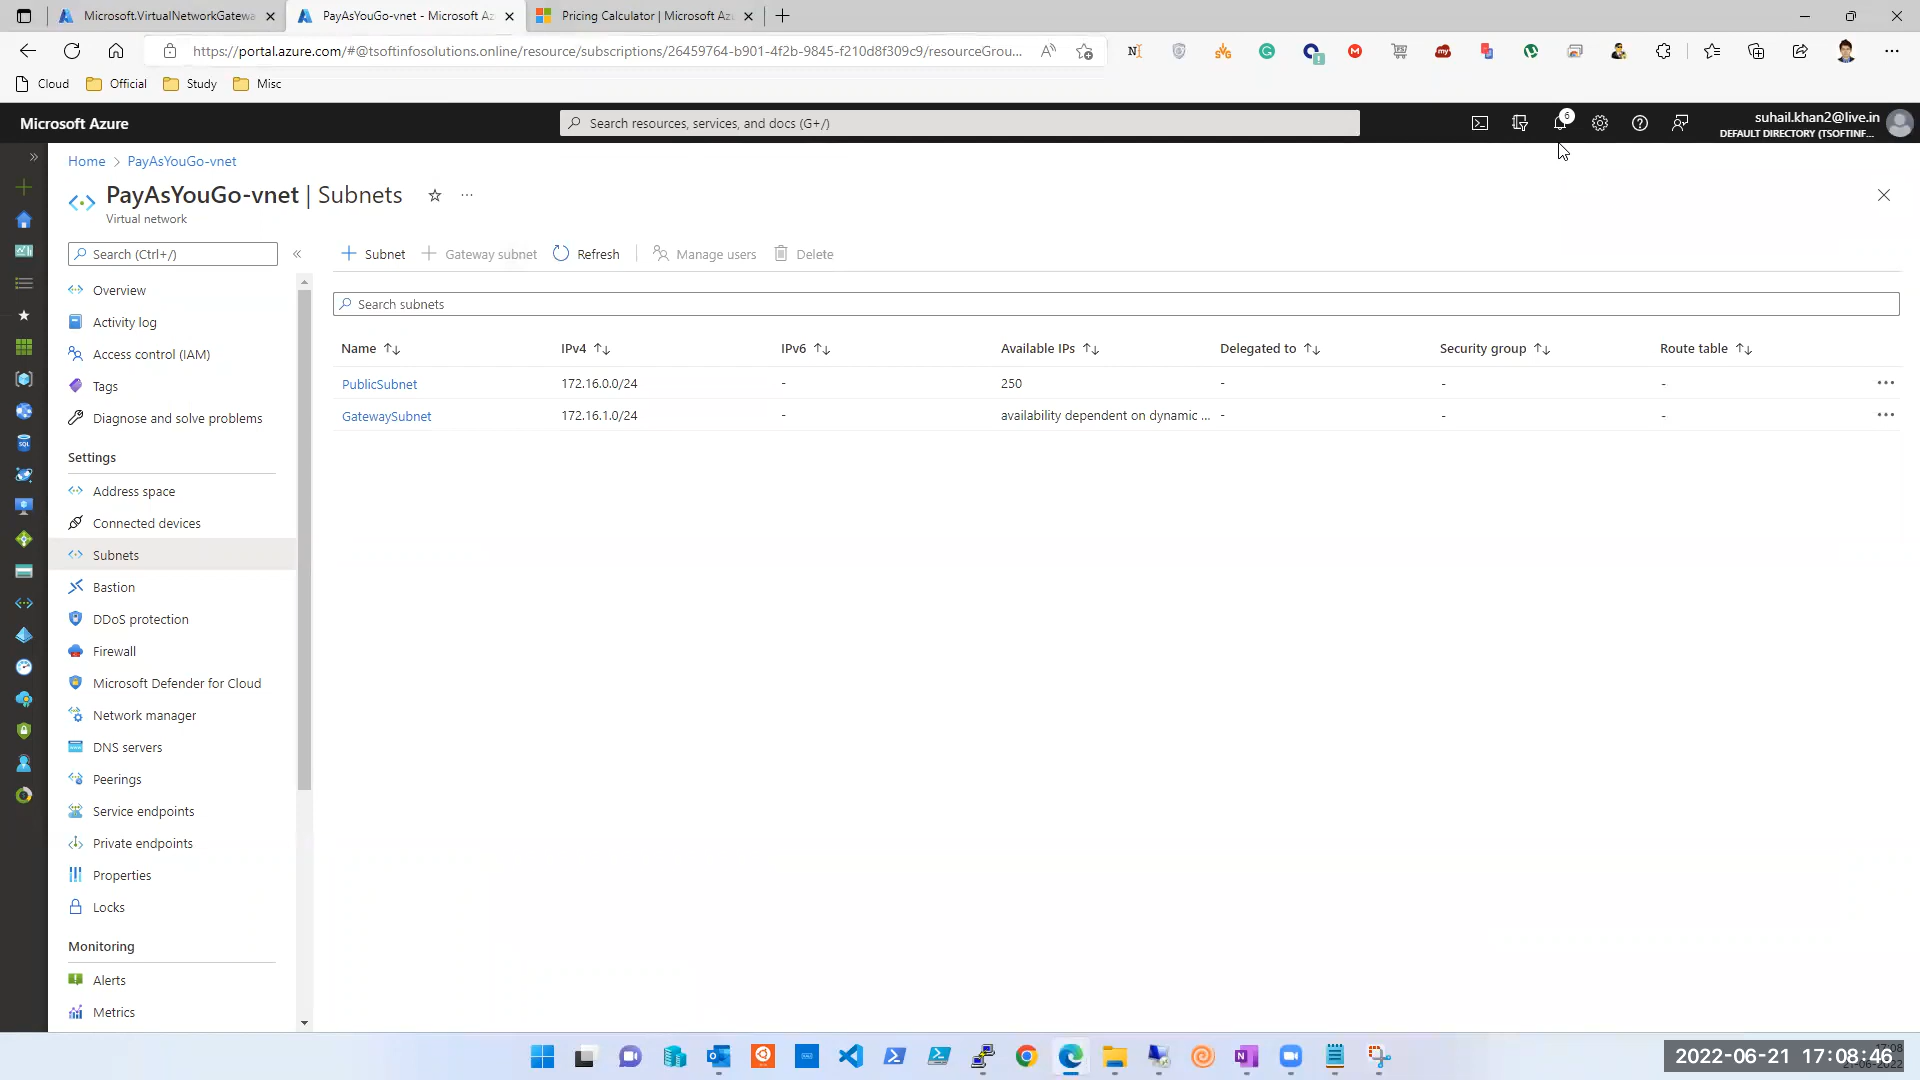 Microsoft.VirtualNetworkGatewa
PayAsYouGo-vnet - Microsoft Az
Pricing Calculator | Microsoft Az
https://portal.azure.com/#@tsoftinfosolutions.online/resource/subscriptions/26459764-b901-4f2b-9845-f210d8f309c9/resourceGrou...
Cloud Official Study Misc
Microsoft Azure
Search resources, services, and docs (G+/)
6
suhail.khan2@live.in
DEFAULT DIRECTORY (TSOFTINF...
Home > PayAsYouGo-vnet
PayAsYouGo-vnet | Subnets
Virtual network
Search (Ctrl+/)
+ Subnet + Gateway subnet Refresh Manage users Delete
Overview
Activity log
Access control (IAM)
Tags
Diagnose and solve problems
Settings
Address space
Connected devices
Subnets
Bastion
DDoS protection
Firewall
Microsoft Defender for Cloud
Network manager
DNS servers
Peerings
Service endpoints
Private endpoints
Properties
Locks
Monitoring
Alerts
Metrics
Search subnets
Name IPv4 IPv6 Available IPs Delegated to Security group Route table
PublicSubnet 172.16.0.0/24 - 250 - - -
GatewaySubnet 172.16.1.0/24 - availability dependent on dynamic ... - - -
2022-06-21 17:08:46